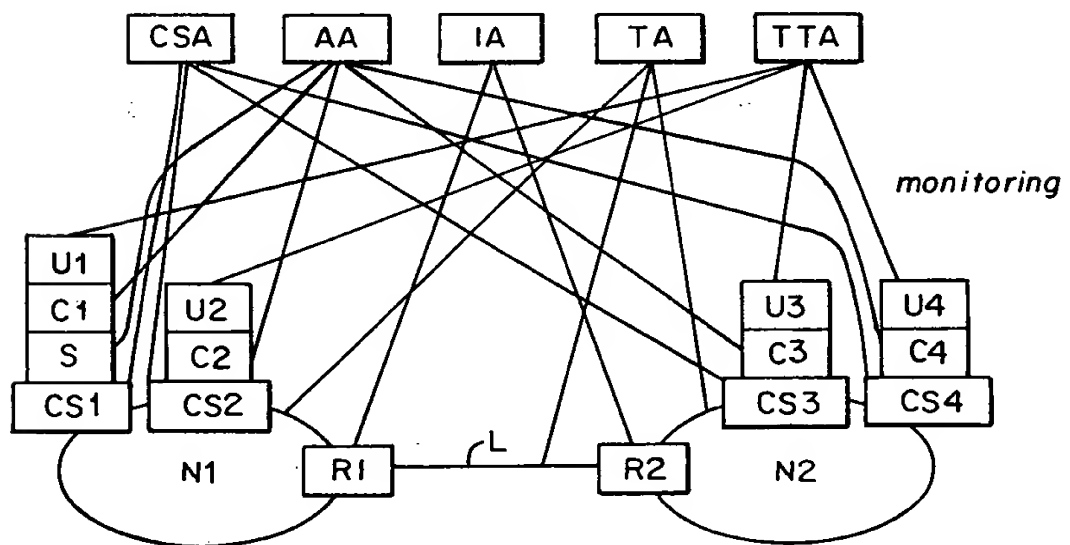 CSA AA IA TA TTA
monitoring
U1
C1 U2 U3 U4
S C2 C3 C4
CS1 CS2 CS3 CS4
L
N1 R1 R2 N2